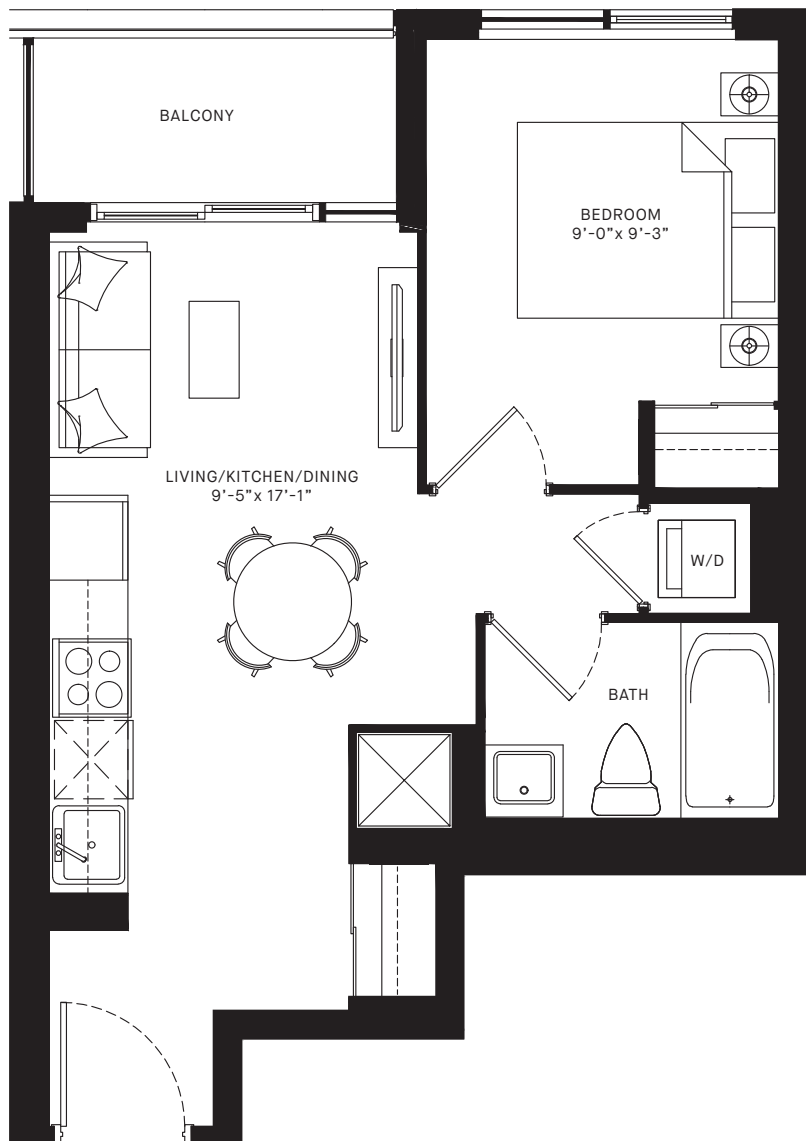 BALCONY
BEDROOM
9’-0”x 9’-3”
LIVING/KITCHEN/DINING
9’-5”x 17’-1”
W/D
BATH